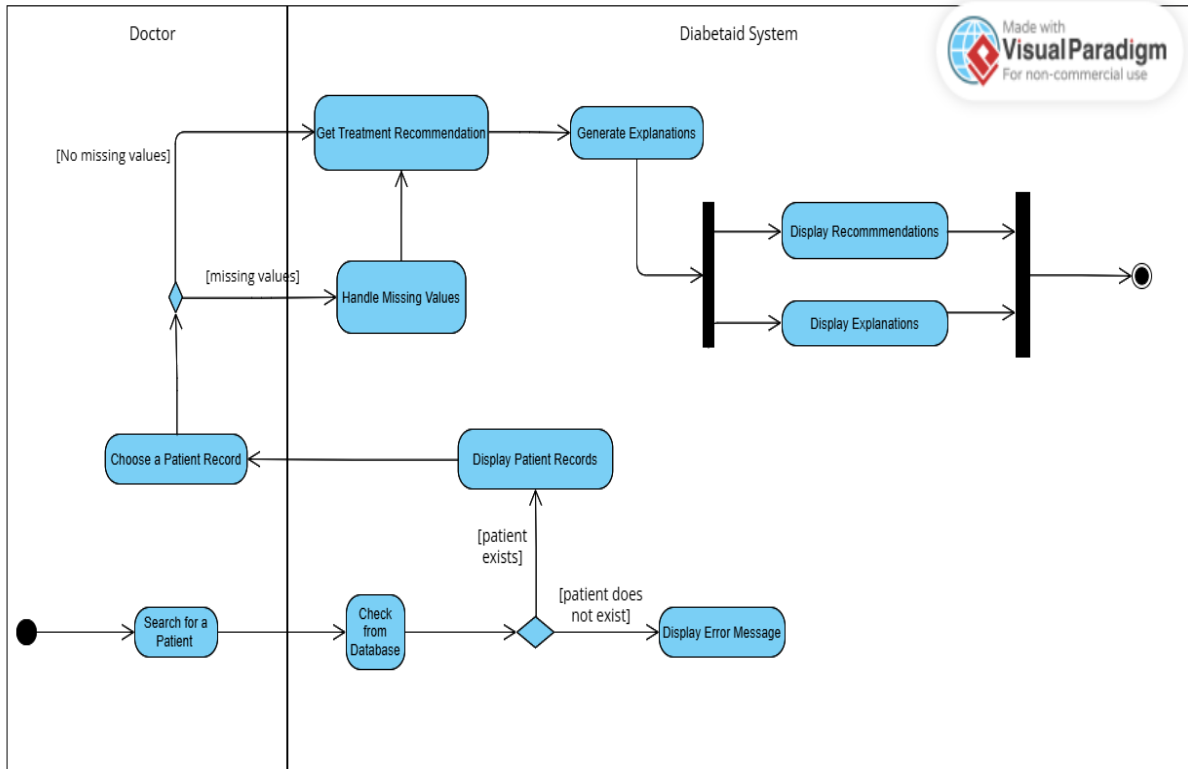 Doctor
Diabetaid System
Made with
Visual Paradigm
For non-commercial use
Get Treatment Recommendation
Generate Explanations
[No missing values]
Display Recommmendations
[missing values]
Handle Missing Values
Display Explanations
Choose a Patient Record
Display Patient Records
[patient
exists]
[patient does
not exist]
Search for a
Patient
Check
from
Database
Display Error Message